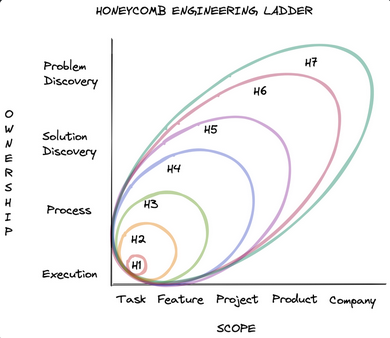 HONEYCOMB ENGINEERING LADDER
H7
Problem
Discovery
H6
OWNERSHIP
H5
Solution
Discovery
H4
H3
Process
H2
H1
Execution
Task Feature Project Product Company
SCOPE